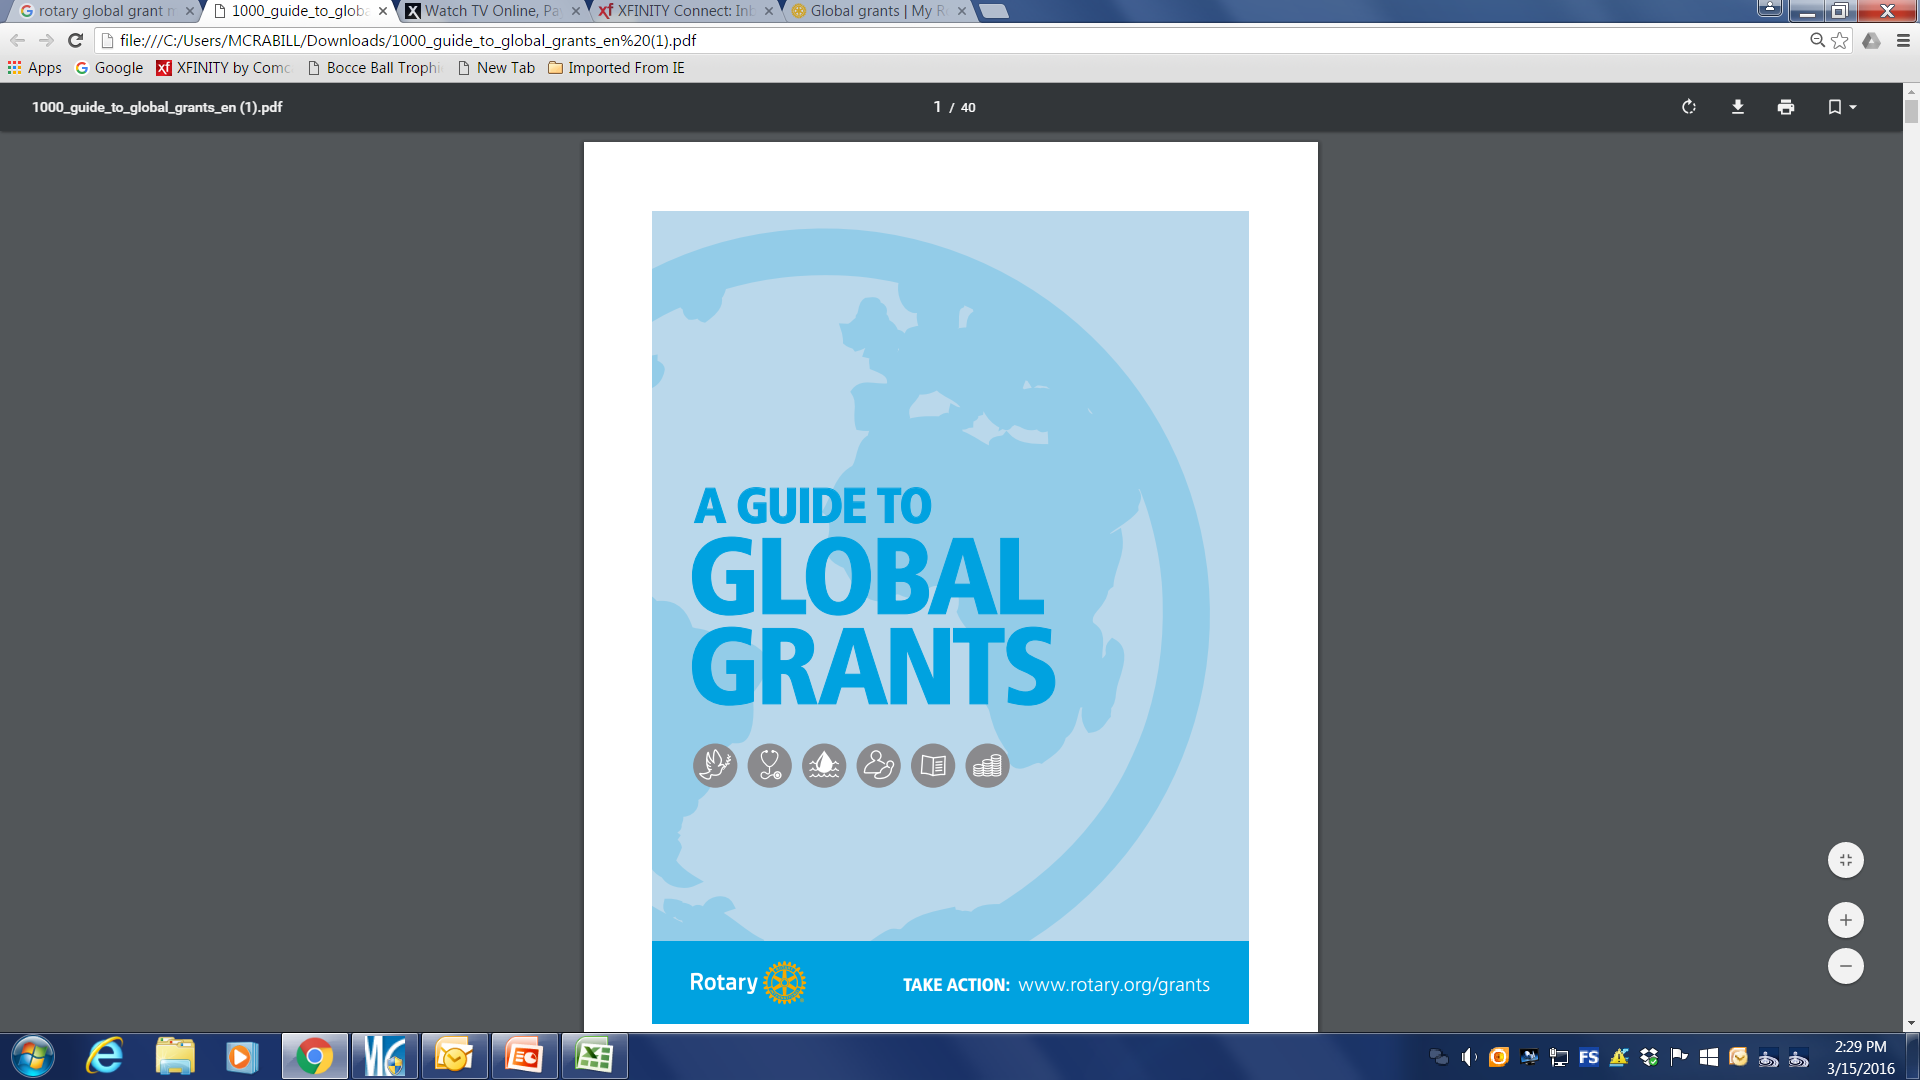 rotary global grant
1000_guide_to_globa
Watch TV Online, Pa
XFINITY Connect: Inb
Global grants | My R
file:///C:/Users/MCRABILL/Downloads/1000_guide_to_global_grants_en%20(1).pdf
Apps
Google
XFINITY by Comc
Bocce Ball Trophi
New Tab
Imported From IE
1000_guide_to_global_grants_en (1).pdf
1 / 40
A GUIDE TO
GLOBAL
GRANTS
Rotary
TAKE ACTION: www.rotary.org/grants
FS
2:29 PM
3/15/2016